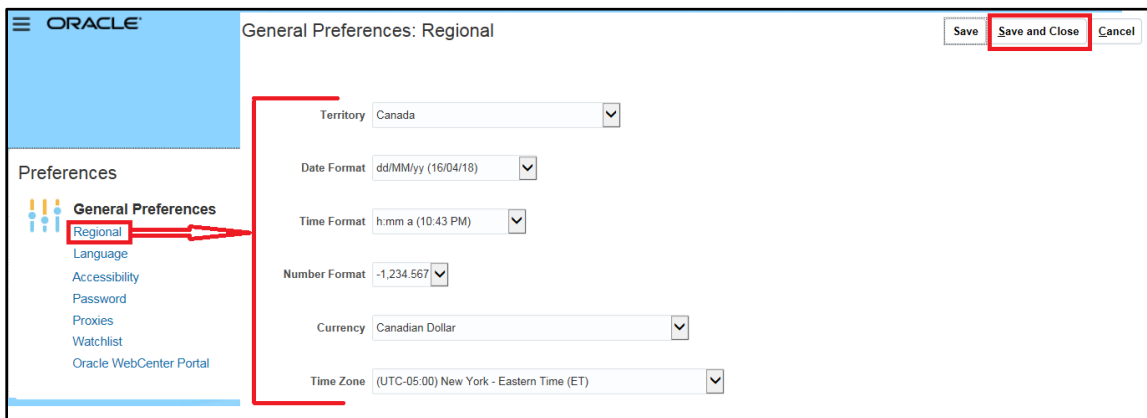 ORACLE
General Preferences: Regional
Save
Save and Close
Cancel
Territory Canada
Date Format dd/MM/yy (16/04/18)
Preferences
General Preferences
Time Format h:mm a (10:43 PM)
Regional
Language
Accessibility
Number Format -1,234.567
Password
Proxies
Currency Canadian Dollar
Watchlist
Oracle WebCenter Portal
Time Zone (UTC-05:00) New York - Eastern Time (ET)